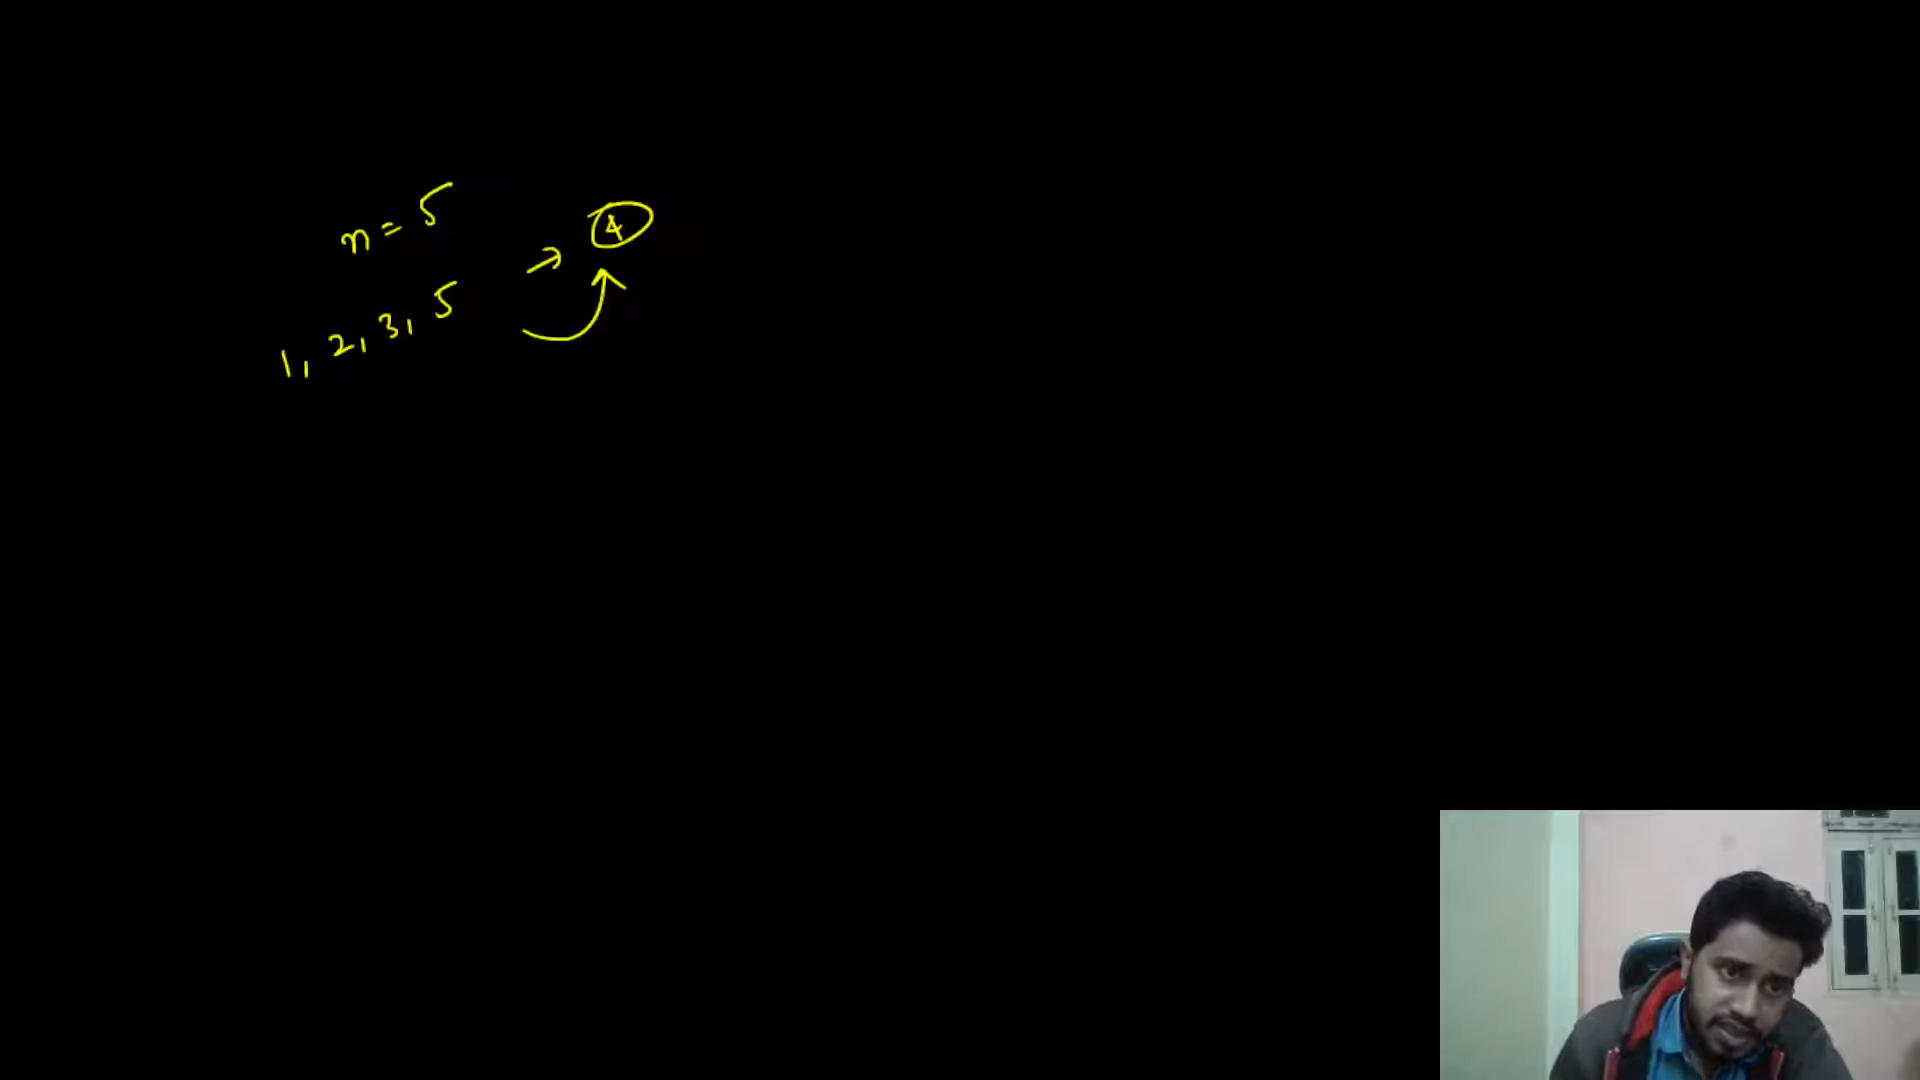 n = 5
→ 4
1, 2, 3, 5